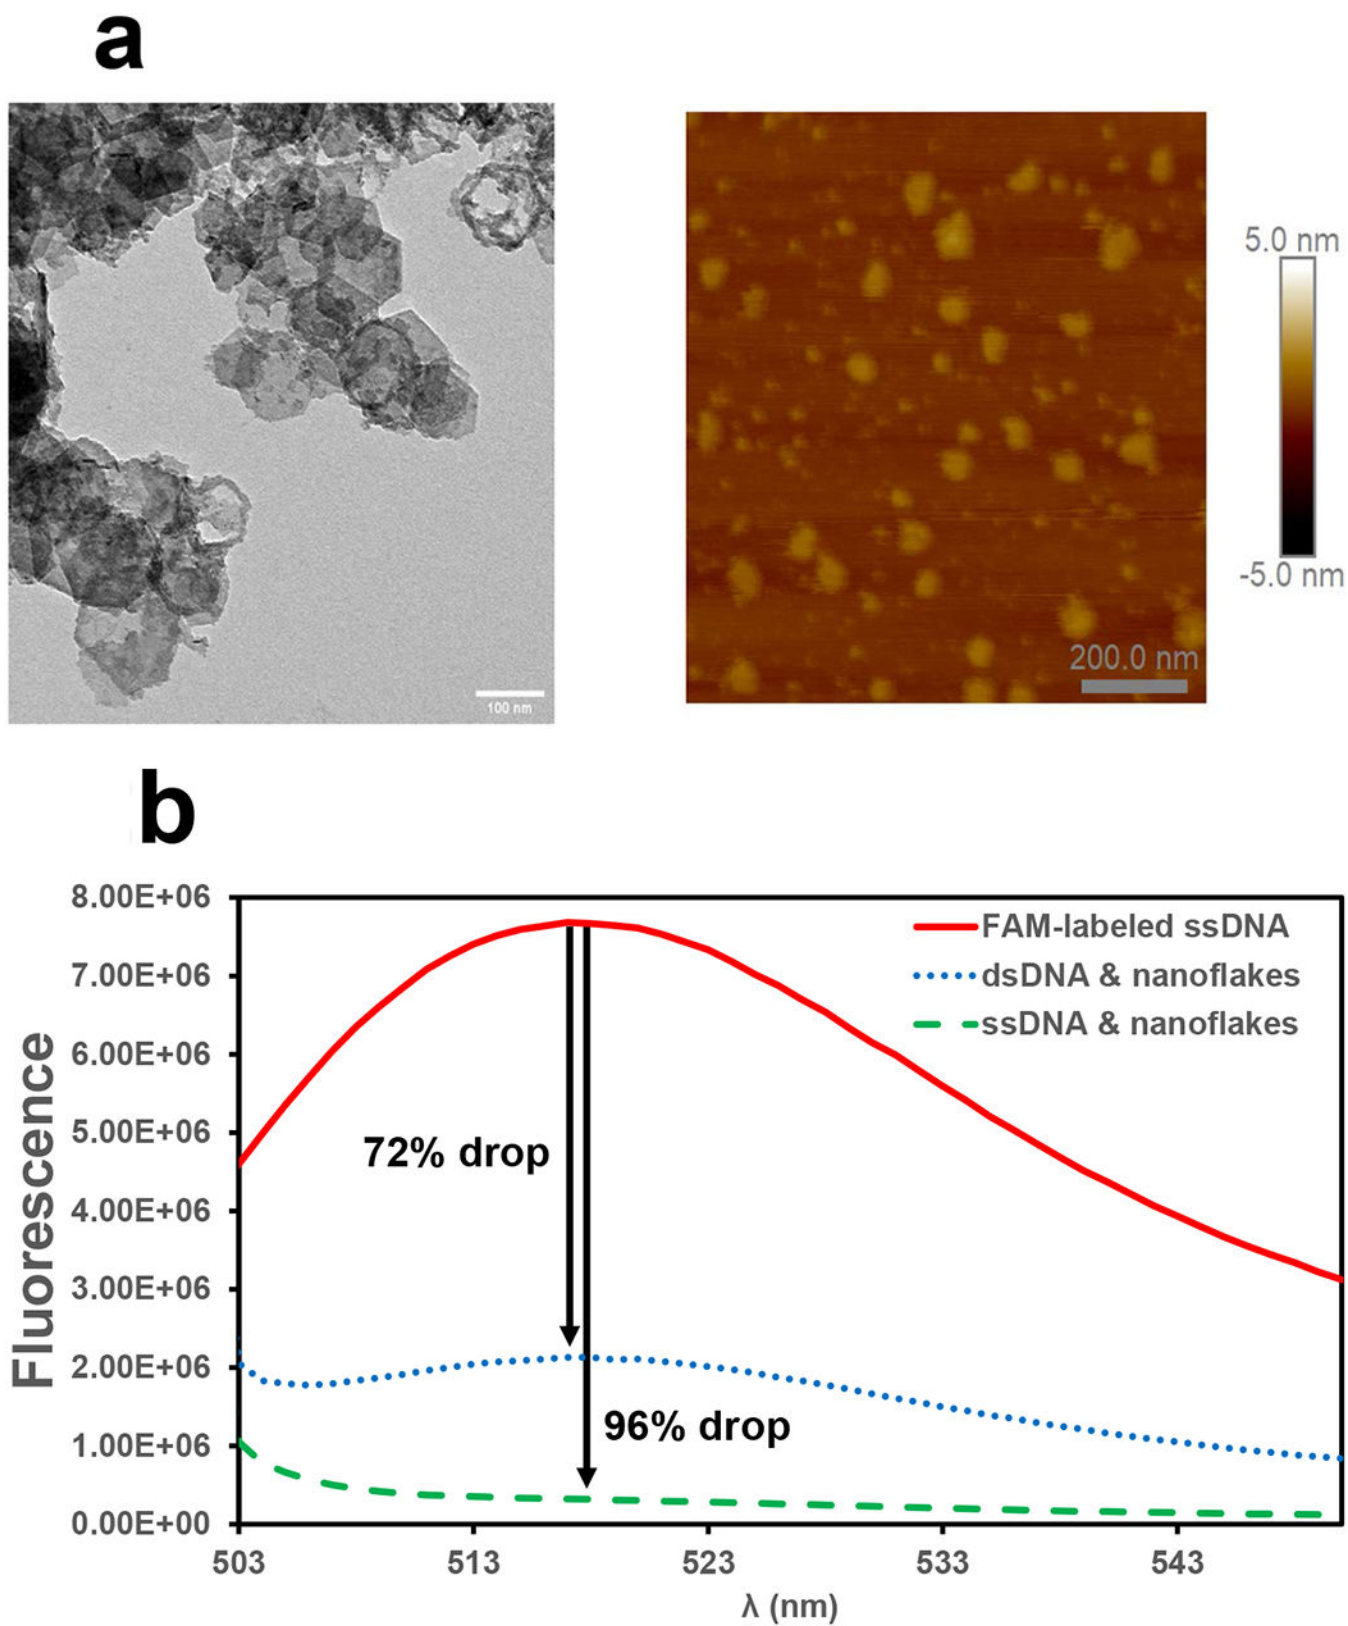 a
5.0 nm
-5.0 nm
200.0 nm
100 nm
b
8.00E+06
7.00E+06
6.00E+06
5.00E+06
4.00E+06
3.00E+06
2.00E+06
1.00E+06
0.00E+00
Fluorescence
FAM-labeled ssDNA
dsDNA & nanoflakes
ssDNA & nanoflakes
72% drop
96% drop
503 513 523 533 543
λ (nm)